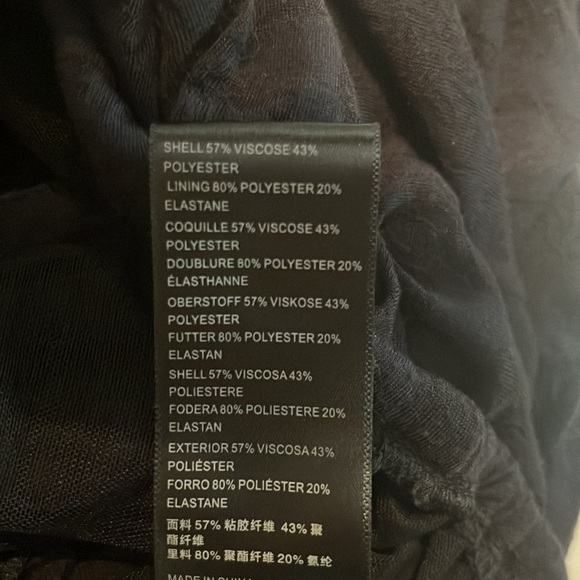 SHELL 57% VISCOSE 43%
POLYESTER
LINING 80% POLYESTER 20%
ELASTANE
COQUILLE 57% VISCOSE 43%
POLYESTER
DOUBLURE 80% POLYESTER 20%
ÉLASTHANNE
OBERSTOFF 57% VISKOSE 43%
POLYESTER
FUTTER 80% POLYESTER 20%
ELASTAN
SHELL 57% VISCOSA 43%
POLIESTERE
FODERA 80% POLIESTERE 20%
ELASTAN
EXTERIOR 57% VISCOSA 43%
POLIÉSTER
FORRO 80% POLIÉSTER 20%
ELASTANE
面料 57% 粘胶纤维 43% 聚
酯纤维
里料 80% 聚酯纤维 20% 氨纶
MADE IN CHINA